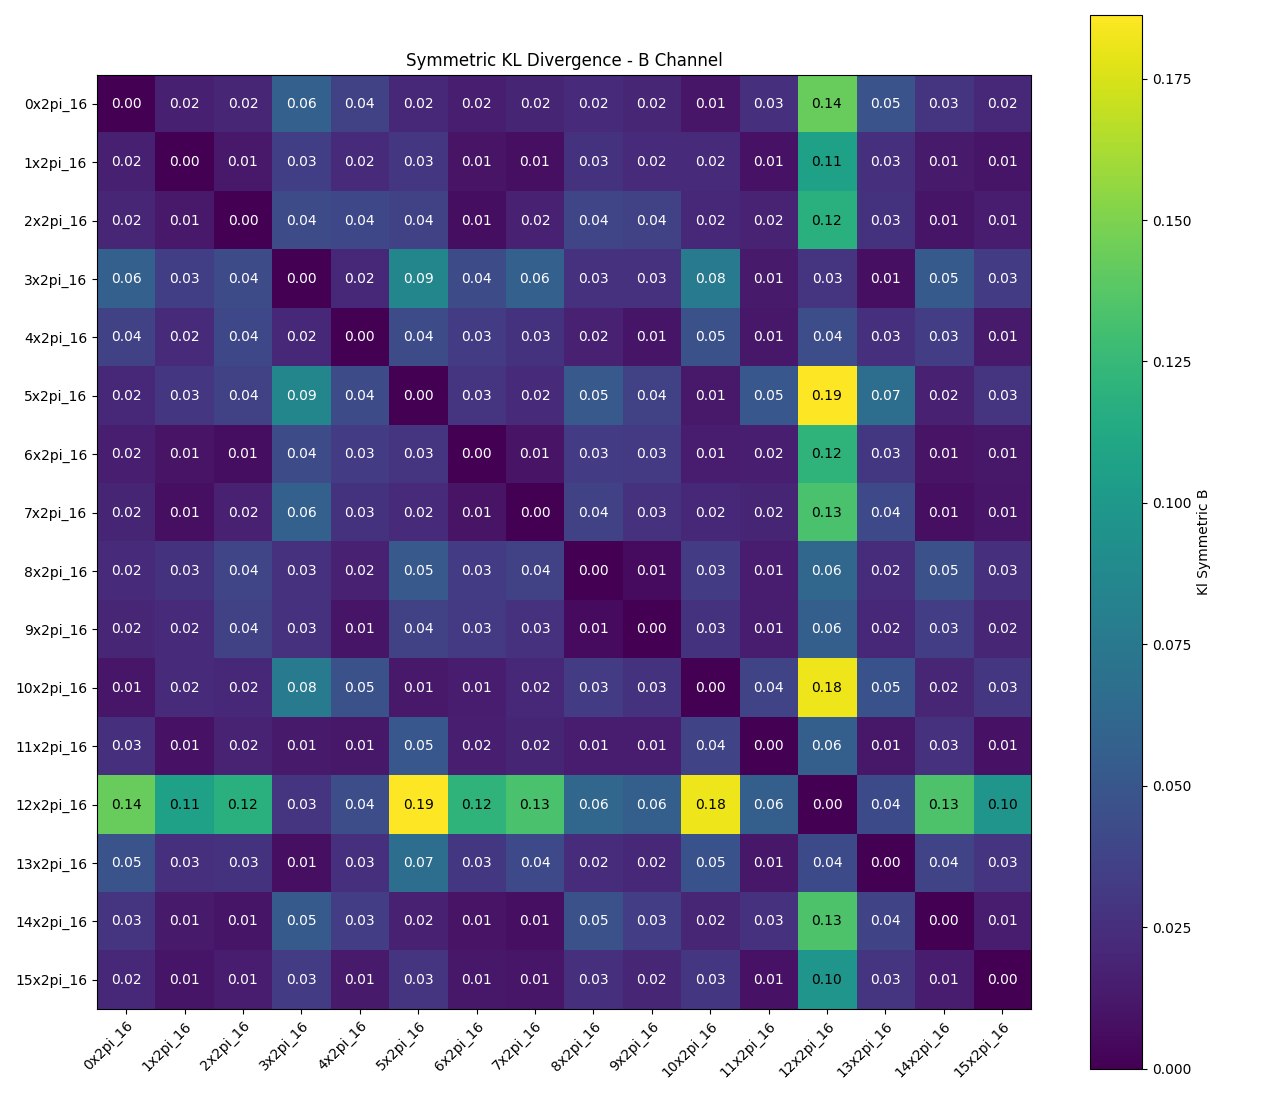 Symmetric KL Divergence - B Channel
0x2pi_16 0.00 0.02 0.02 0.06 0.04 0.02 0.02 0.02 0.02 0.02 0.01 0.03 0.14 0.05 0.03 0.02
1x2pi_16 0.02 0.00 0.01 0.03 0.02 0.03 0.01 0.01 0.03 0.02 0.02 0.01 0.11 0.03 0.01 0.01
2x2pi_16 0.02 0.01 0.00 0.04 0.04 0.04 0.01 0.02 0.04 0.04 0.02 0.02 0.12 0.03 0.01 0.01
3x2pi_16 0.06 0.03 0.04 0.00 0.02 0.09 0.04 0.06 0.03 0.03 0.08 0.01 0.03 0.01 0.05 0.03
4x2pi_16 0.04 0.02 0.04 0.02 0.00 0.04 0.03 0.03 0.02 0.01 0.05 0.01 0.04 0.03 0.03 0.01
5x2pi_16 0.02 0.03 0.04 0.09 0.04 0.00 0.03 0.02 0.05 0.04 0.01 0.05 0.19 0.07 0.02 0.03
6x2pi_16 0.02 0.01 0.01 0.04 0.03 0.03 0.00 0.01 0.03 0.03 0.01 0.02 0.12 0.03 0.01 0.01
7x2pi_16 0.02 0.01 0.02 0.06 0.03 0.02 0.01 0.00 0.04 0.03 0.02 0.02 0.13 0.04 0.01 0.01
8x2pi_16 0.02 0.03 0.04 0.03 0.02 0.05 0.03 0.04 0.00 0.01 0.03 0.01 0.06 0.02 0.05 0.03
9x2pi_16 0.02 0.02 0.04 0.03 0.01 0.04 0.03 0.03 0.01 0.00 0.03 0.01 0.06 0.02 0.03 0.02
10x2pi_16 0.01 0.02 0.02 0.08 0.05 0.01 0.01 0.02 0.03 0.03 0.00 0.04 0.18 0.05 0.02 0.03
11x2pi_16 0.03 0.01 0.02 0.01 0.01 0.05 0.02 0.02 0.01 0.01 0.04 0.00 0.06 0.01 0.03 0.01
12x2pi_16 0.14 0.11 0.12 0.03 0.04 0.19 0.12 0.13 0.06 0.06 0.18 0.06 0.00 0.04 0.13 0.10
13x2pi_16 0.05 0.03 0.03 0.01 0.03 0.07 0.03 0.04 0.02 0.02 0.05 0.01 0.04 0.00 0.04 0.03
14x2pi_16 0.03 0.01 0.01 0.05 0.03 0.02 0.01 0.01 0.05 0.03 0.02 0.03 0.13 0.04 0.00 0.01
15x2pi_16 0.02 0.01 0.01 0.03 0.01 0.03 0.01 0.01 0.03 0.02 0.03 0.01 0.10 0.03 0.01 0.00
0x2pi_16 1x2pi_16 2x2pi_16 3x2pi_16 4x2pi_16 5x2pi_16 6x2pi_16 7x2pi_16 8x2pi_16 9x2pi_16 10x2pi_16 11x2pi_16 12x2pi_16 13x2pi_16 14x2pi_16 15x2pi_16
0.175
0.150
0.125
0.100
0.075
0.050
0.025
0.000
Kl Symmetric B